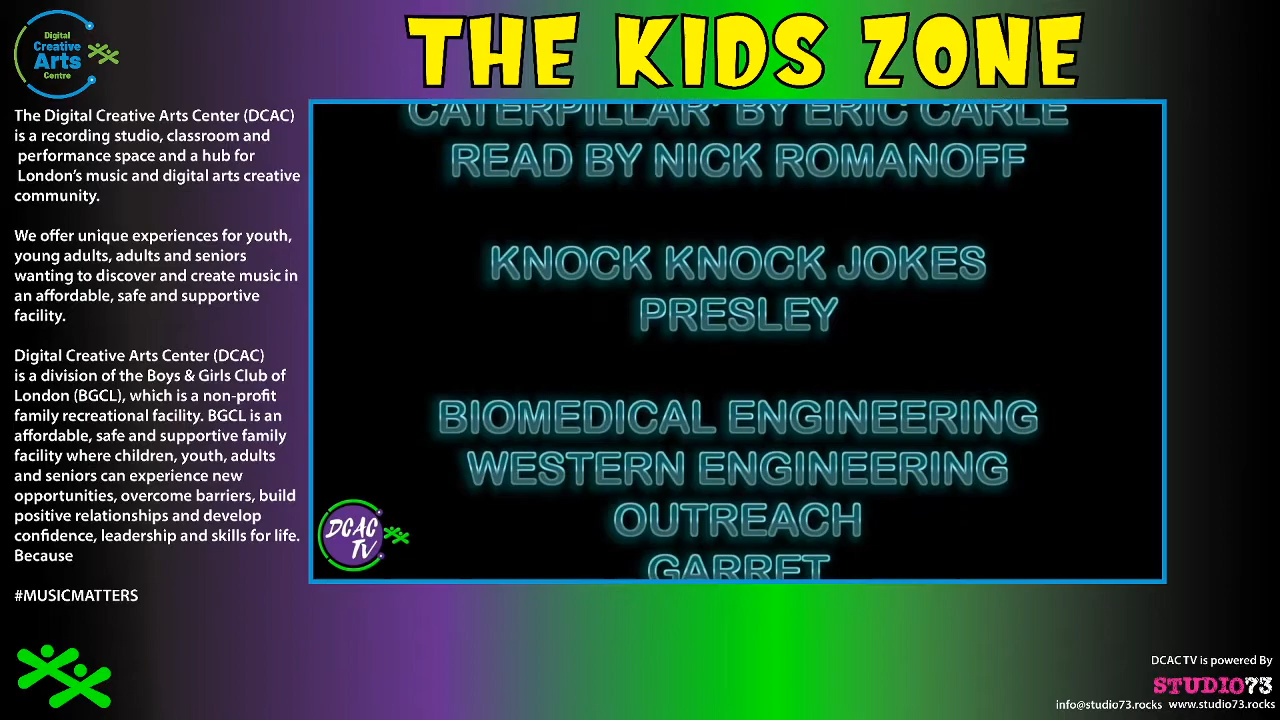 Digital
Creative
Arts
Centre
THE KIDS ZONE
The Digital Creative Arts Center (DCAC)
is a recording studio, classroom and
performance space and a hub for
London's music and digital arts creative
community.
We offer unique experiences for youth,
young adults, adults and seniors
wanting to discover and create music in
an affordable, safe and supportive
facility.
Digital Creative Arts Center (DCAC)
is a division of the Boys & Girls Club of
London (BGCL), which is a non-profit
family recreational facility. BGCL is an
affordable, safe and supportive family
facility where children, youth, adults
and seniors can experience new
opportunities, overcome barriers, build
positive relationships and develop
confidence, leadership and skills for life.
Because
#MUSICMATTERS
CATERPILLAR' BY ERIC CARLE
READ BY NICK ROMANOFF
KNOCK KNOCK JOKES
PRESLEY
BIOMEDICAL ENGINEERING
WESTERN ENGINEERING
OUTREACH
GARRET
DCAC
TV
DCAC TV is powered By
STUDIO73
info@studio73.rocks www.studio73.rocks